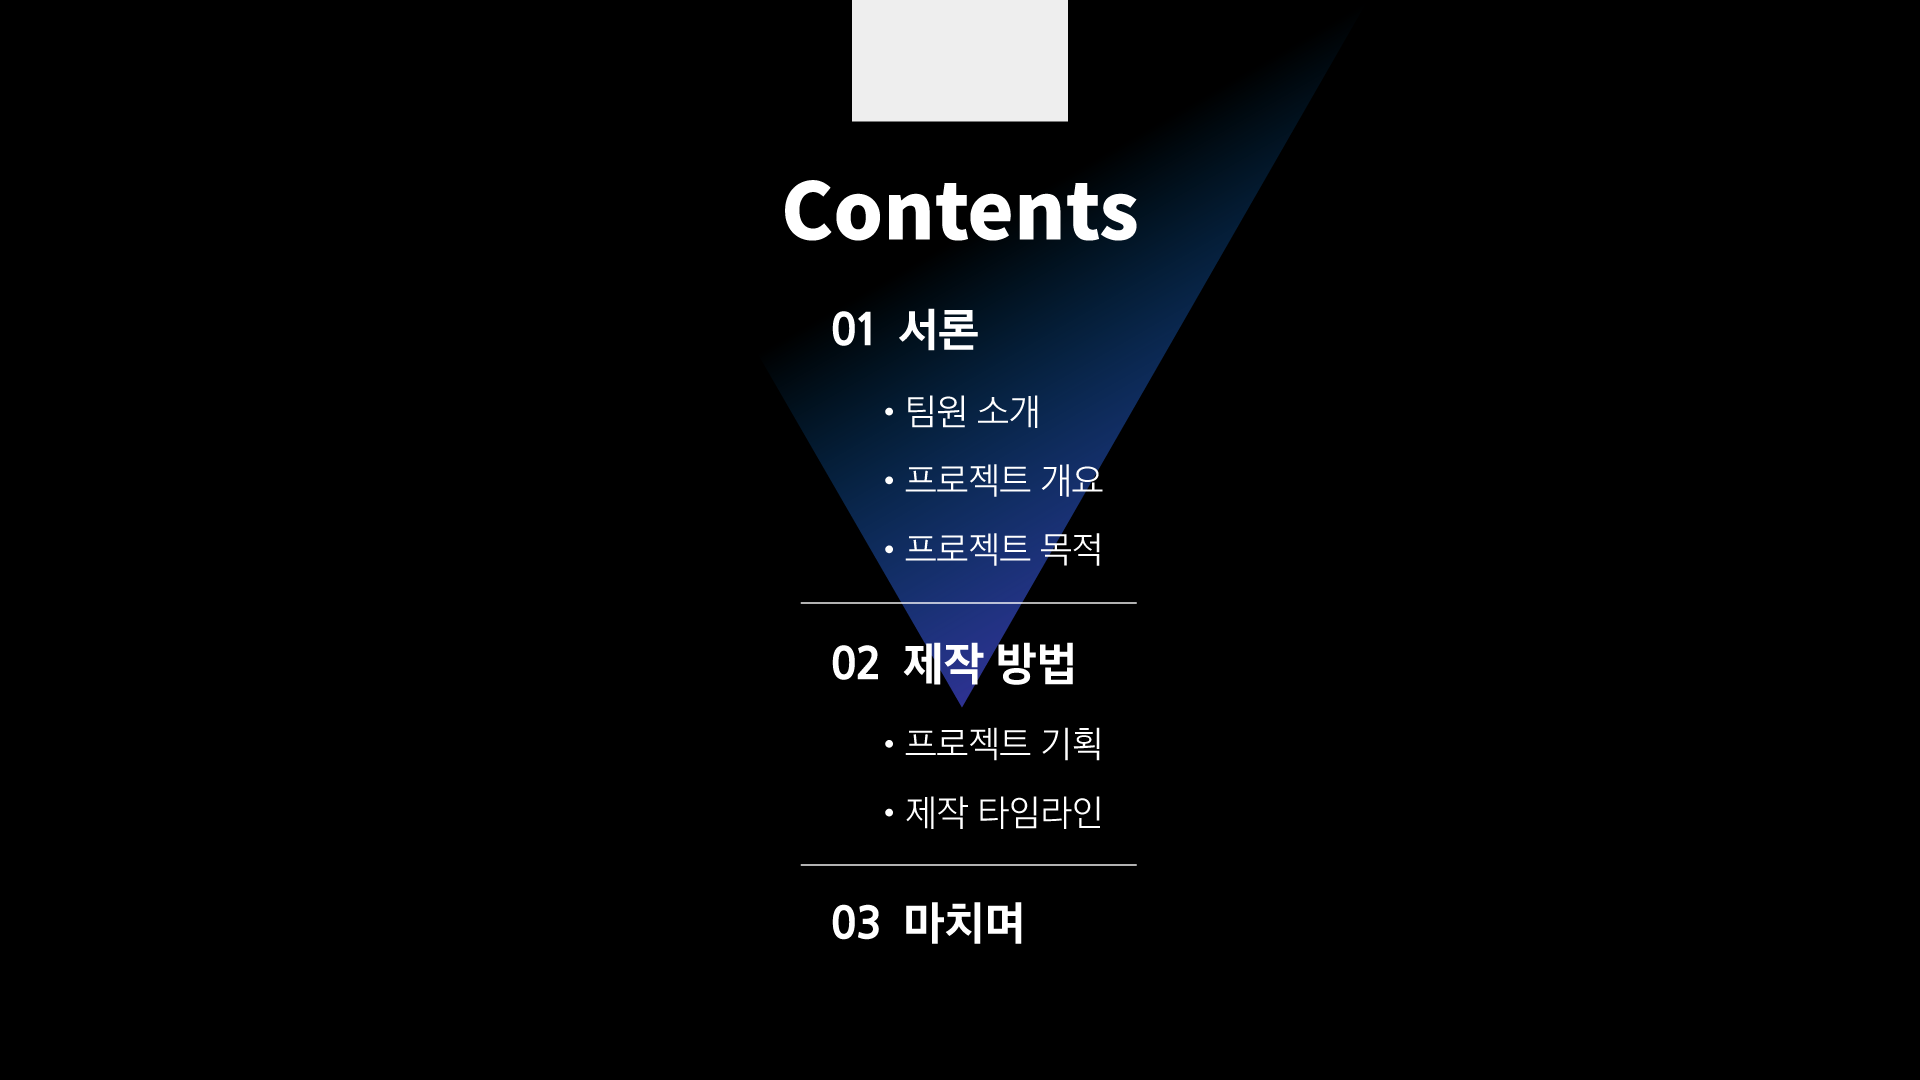 Contents
01 서론
• 팀원 소개
• 프로젝트 개요
• 프로젝트 목적
02 제작 방법
• 프로젝트 기획
• 제작 타임라인
03 마치며